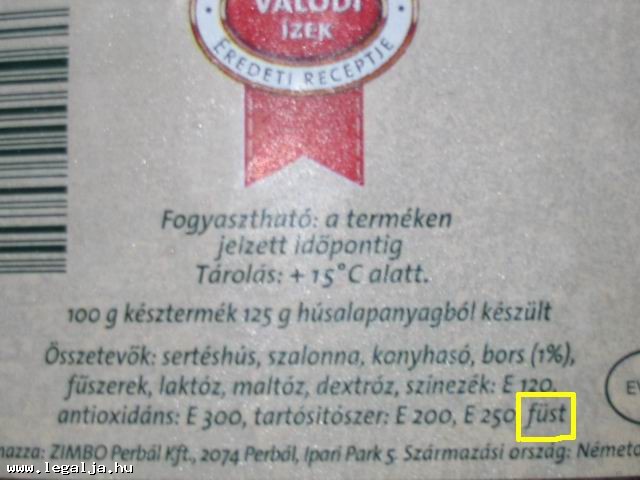 VALÓDI
ÍZEK
EREDETI RECEPTJE
Fogyasztható: a terméken
jelzett időpontig
Tárolás: + 15°C alatt.
100 g késztermék 125 g húsalapanyagból készült
Összetevők: sertéshús, szalonna, konyhasó, bors (1%),
fűszerek, laktóz, maltóz, dextróz, színezék: E 120,
antioxidáns: E 300, tartósítószer: E 200, E 250, füst
mazza: ZIMBO Perbál Kft., 2074 Perbál, Ipari Park 5. Származási ország: Németo
www.legalja.hu